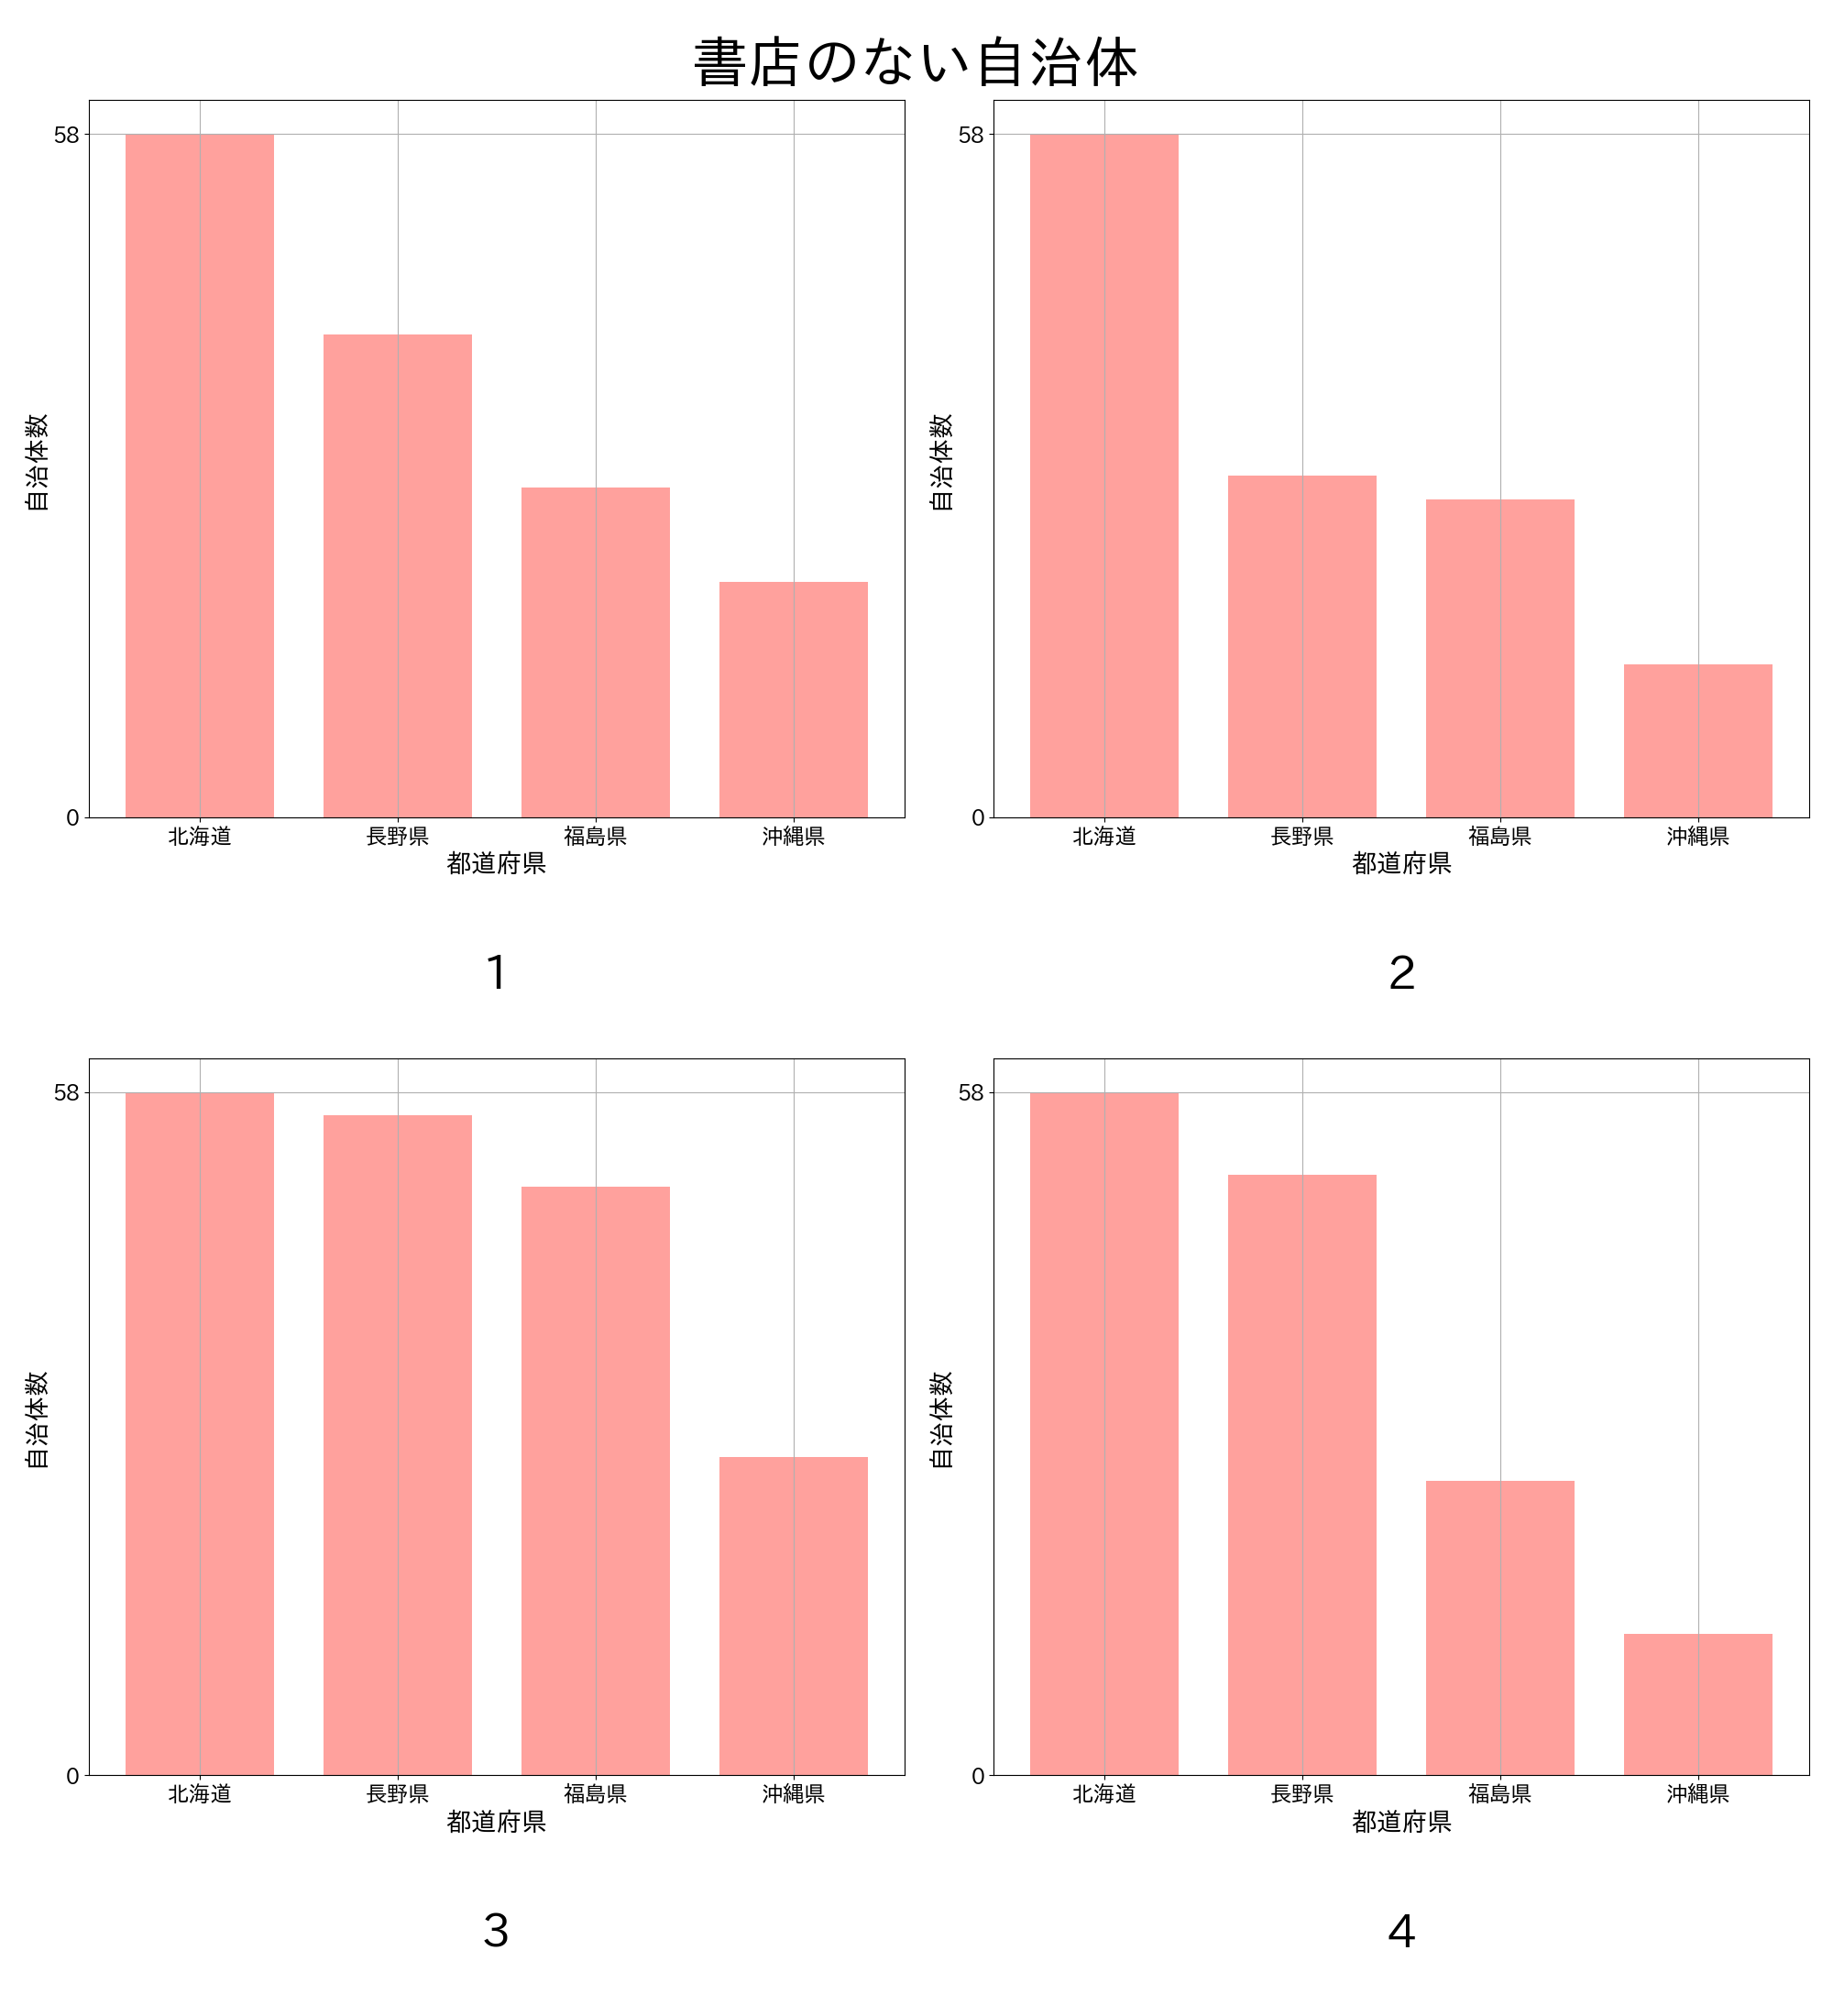 書店のない自治体
58
0
自治体数
北海道 長野県 福島県 沖縄県
都道府県
1
58
0
自治体数
北海道 長野県 福島県 沖縄県
都道府県
2
58
0
自治体数
北海道 長野県 福島県 沖縄県
都道府県
3
58
0
自治体数
北海道 長野県 福島県 沖縄県
都道府県
4